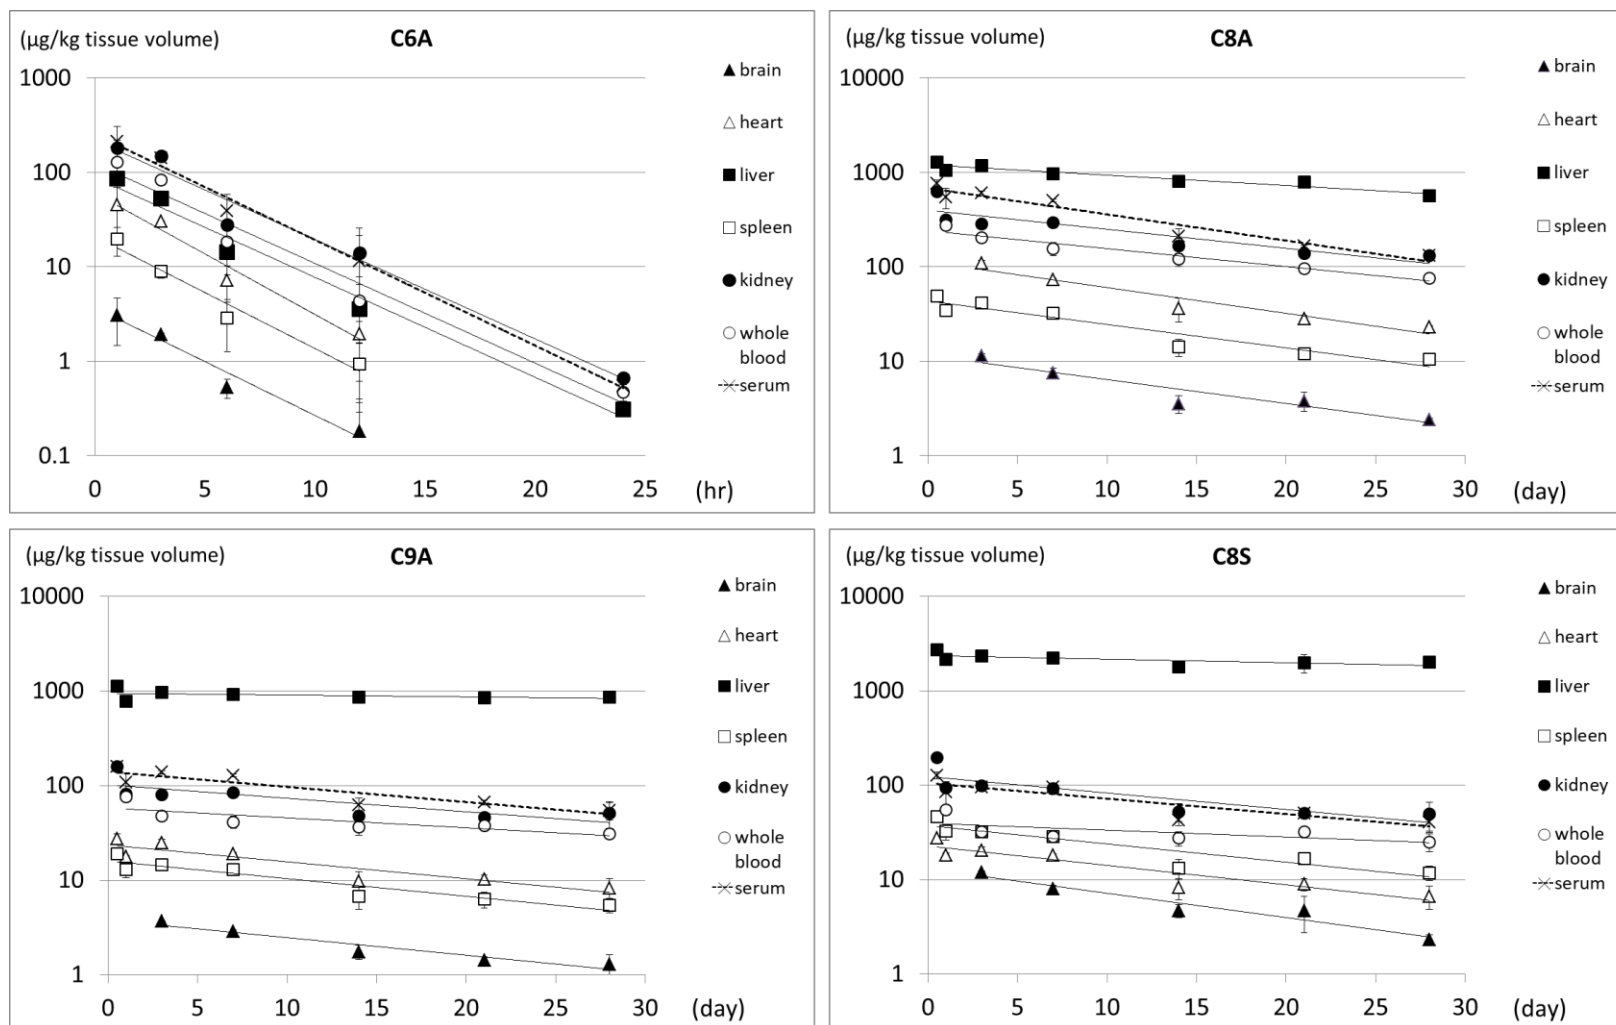 (µg/kg tissue volume)
C6A
1000
100
10
1
0.1
0 5 10 15 20 25 (hr)
brain
heart
liver
spleen
kidney
whole
blood
serum
(µg/kg tissue volume)
C8A
10000
1000
100
10
1
0 5 10 15 20 25 30 (day)
brain
heart
liver
spleen
kidney
whole
blood
serum
(µg/kg tissue volume)
C9A
10000
1000
100
10
1
0 5 10 15 20 25 30 (day)
brain
heart
liver
spleen
kidney
whole
blood
serum
(µg/kg tissue volume)
C8S
10000
1000
100
10
1
0 5 10 15 20 25 30 (day)
brain
heart
liver
spleen
kidney
whole
blood
serum